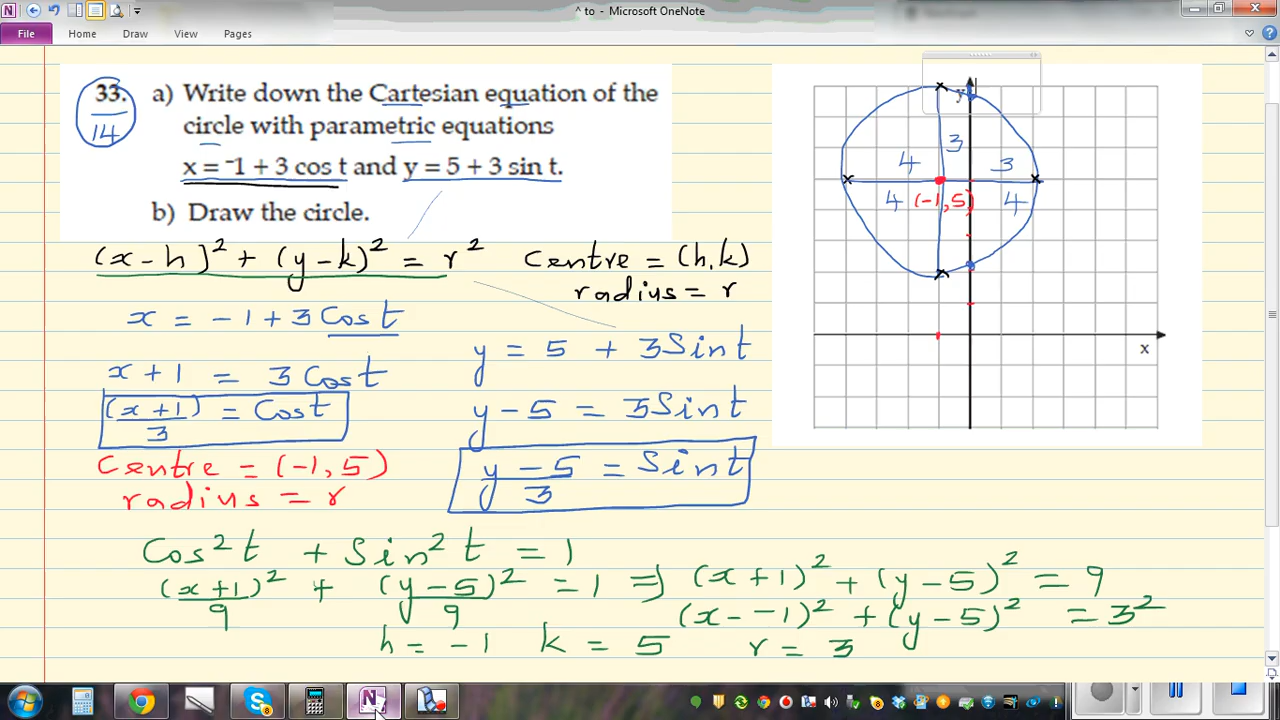 ^ to - Microsoft OneNote
File Home Draw View Pages
33. a) Write down the Cartesian equation of the
14
circle with parametric equations
x = ⁻1 + 3 cos t and y = 5 + 3 sin t.
b) Draw the circle.
(x-h)² + (y-k)² = r² Centre = (h,k)
radius = r
x = -1 + 3 Cos t
y = 5 + 3 Sin t
x + 1 = 3 Cos t
y - 5 = 3 Sin t
(x+1)/3 = Cos t
y - 5/3 = Sin t
Centre = (-1, 5)
radius = r
Cos² t + Sin² t = 1
(x+1)²/9 + (y-5)²/9 = 1 ⇒ (x+1)² + (y-5)² = 9
(x - -1)² + (y-5)² = 3²
h = -1 k = 5 r = 3
y
3
4 3
4 (-1,5) 4
x